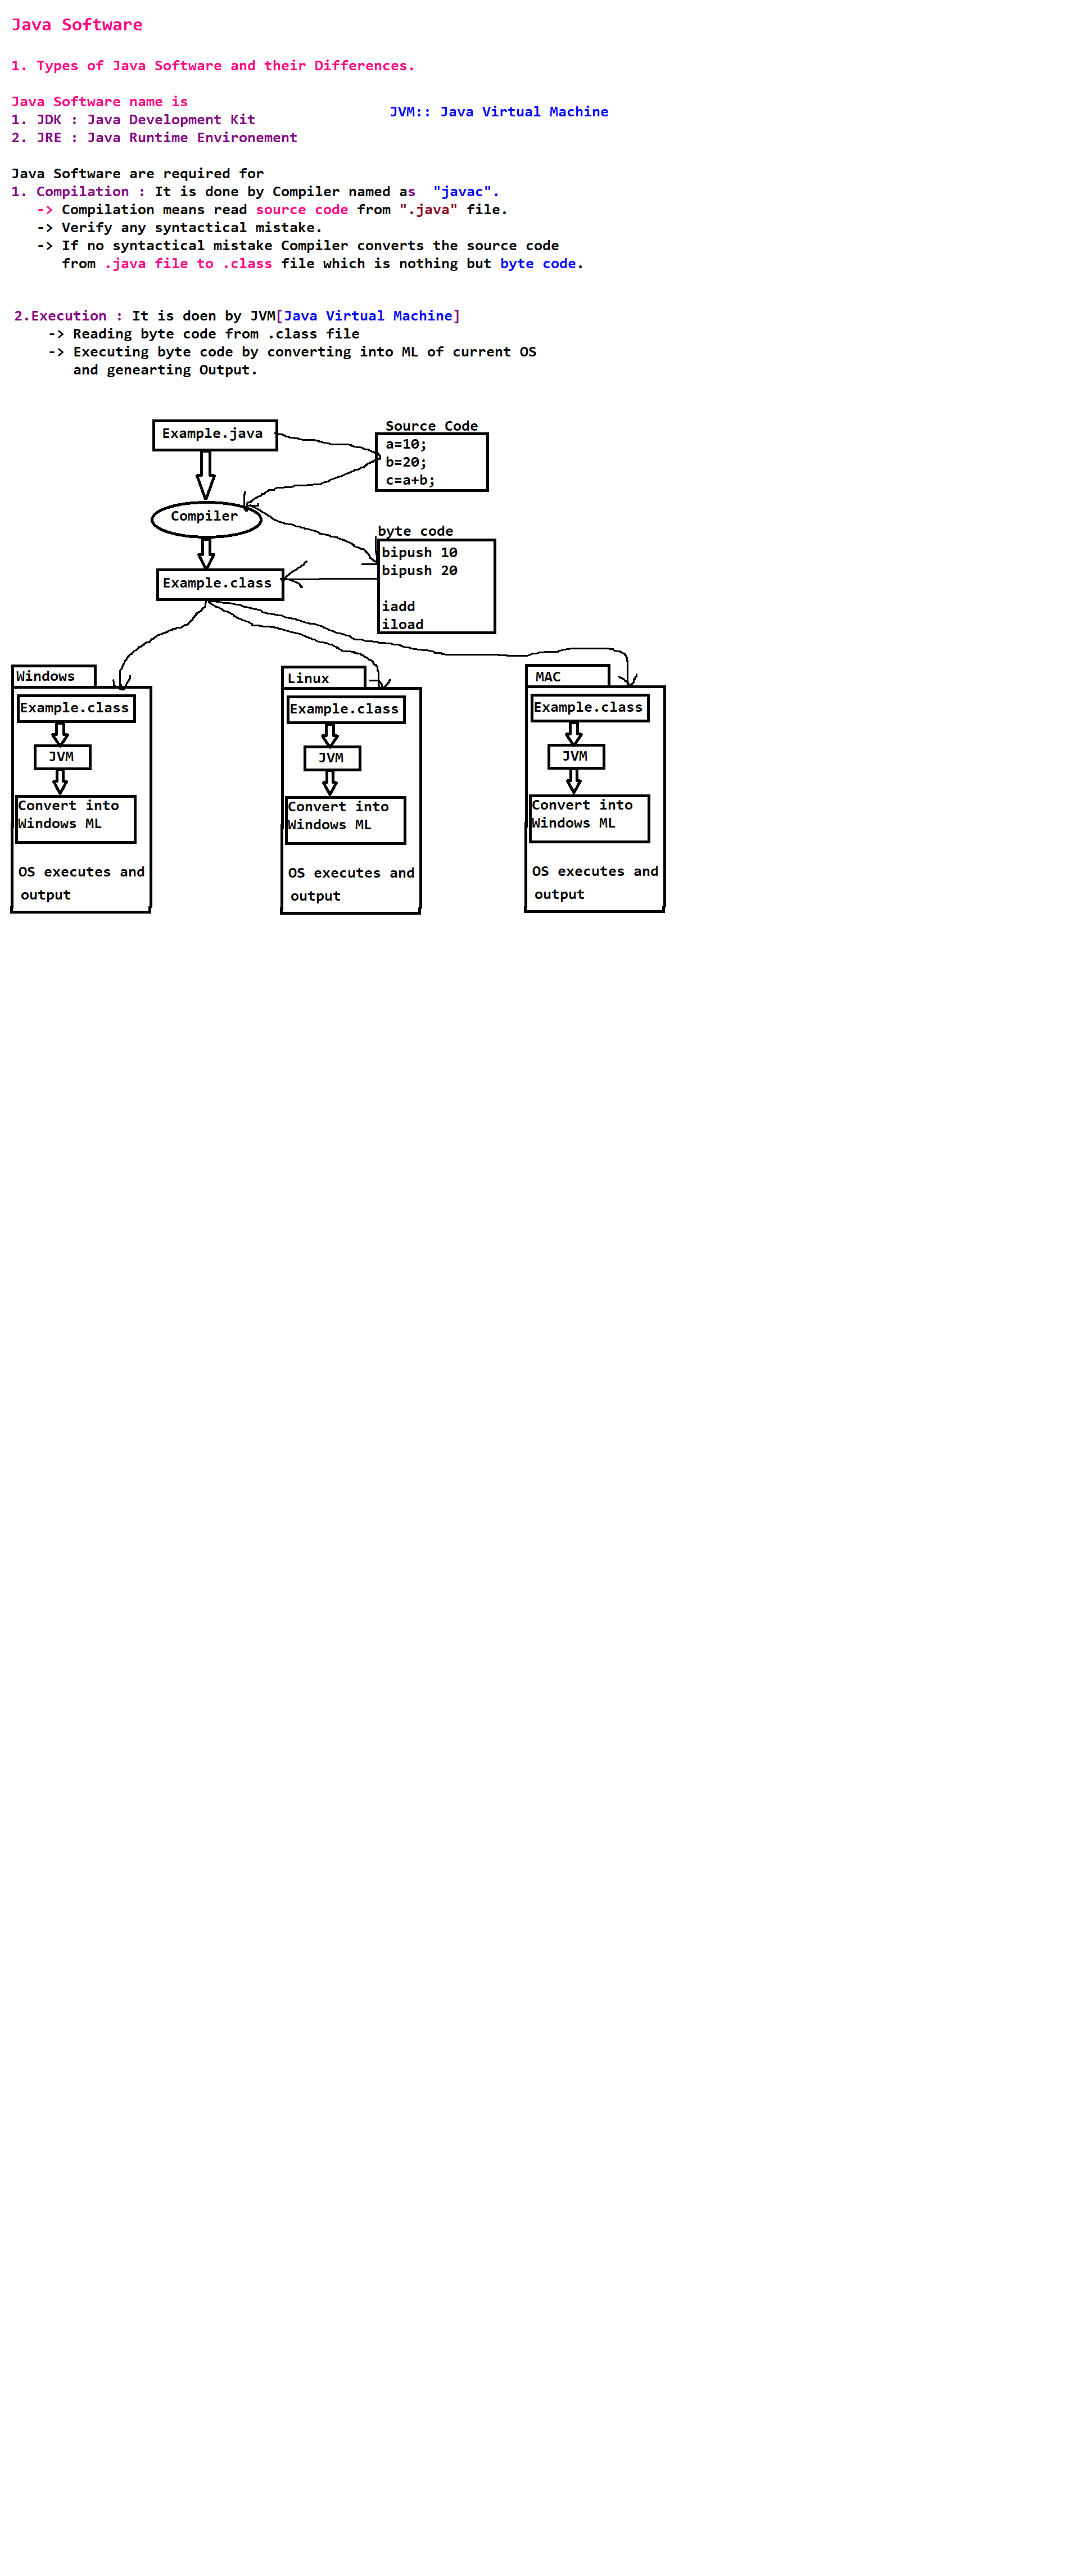 Java Software
1. Types of Java Software and their Differences.
Java Software name is
JVM:: Java Virtual Machine
1. JDK : Java Development Kit
2. JRE : Java Runtime Environement
Java Software are required for
1. Compilation : It is done by Compiler named as "javac".
-> Compilation means read source code from ".java" file.
-> Verify any syntactical mistake.
-> If no syntactical mistake Compiler converts the source code
from .java file to .class file which is nothing but byte code.
2.Execution : It is doen by JVM[Java Virtual Machine]
-> Reading byte code from .class file
-> Executing byte code by converting into ML of current OS
and genearting Output.
Example.java
Source Code
a=10;
b=20;
c=a+b;
Compiler
byte code
bipush 10
bipush 20
iadd
iload
Example.class
Windows
Example.class
JVM
Convert into
Windows ML
OS executes and
output
Linux
Example.class
JVM
Convert into
Windows ML
OS executes and
output
MAC
Example.class
JVM
Convert into
Windows ML
OS executes and
output